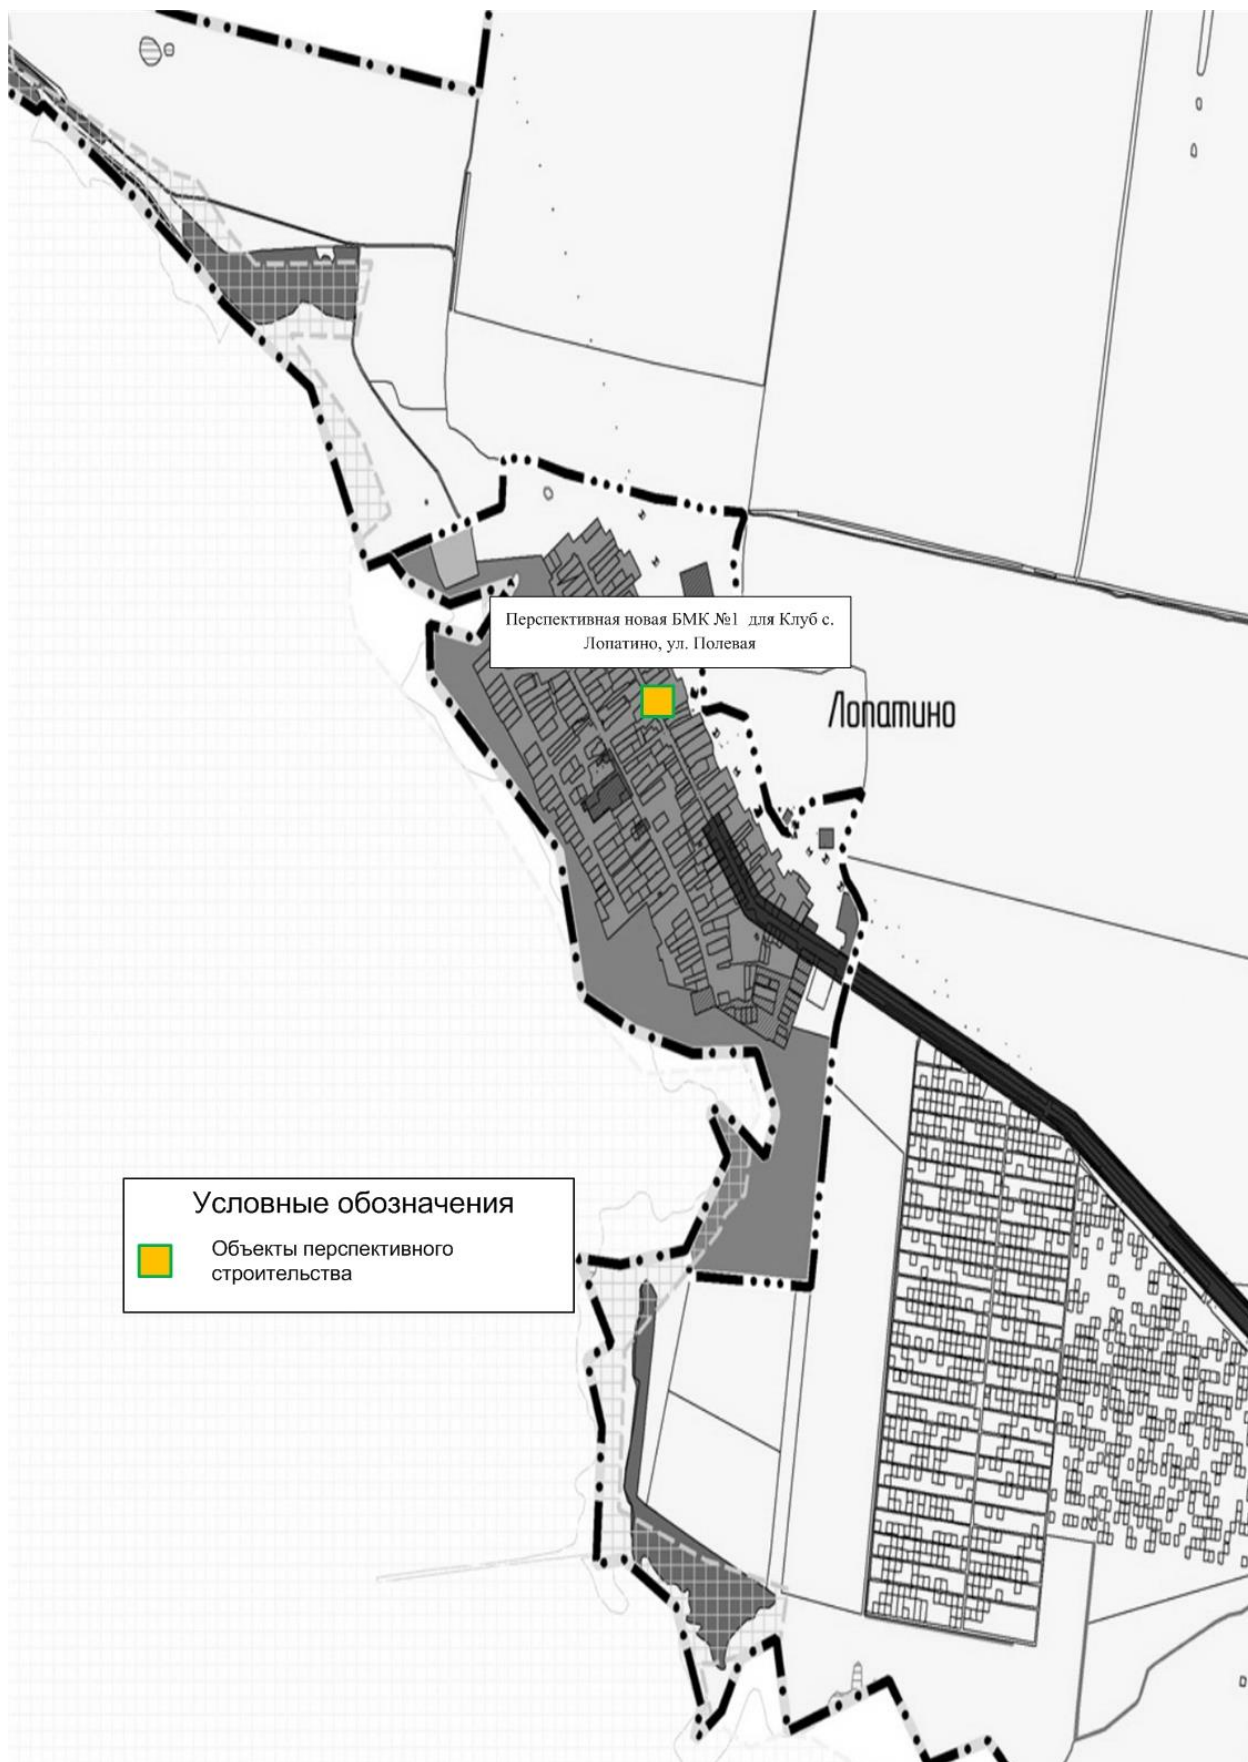 Перспективная новая БМК №1 для Клуб с.
Лопатино, ул. Полевая
Лопатино
Условные обозначения
Объекты перспективного
строительства